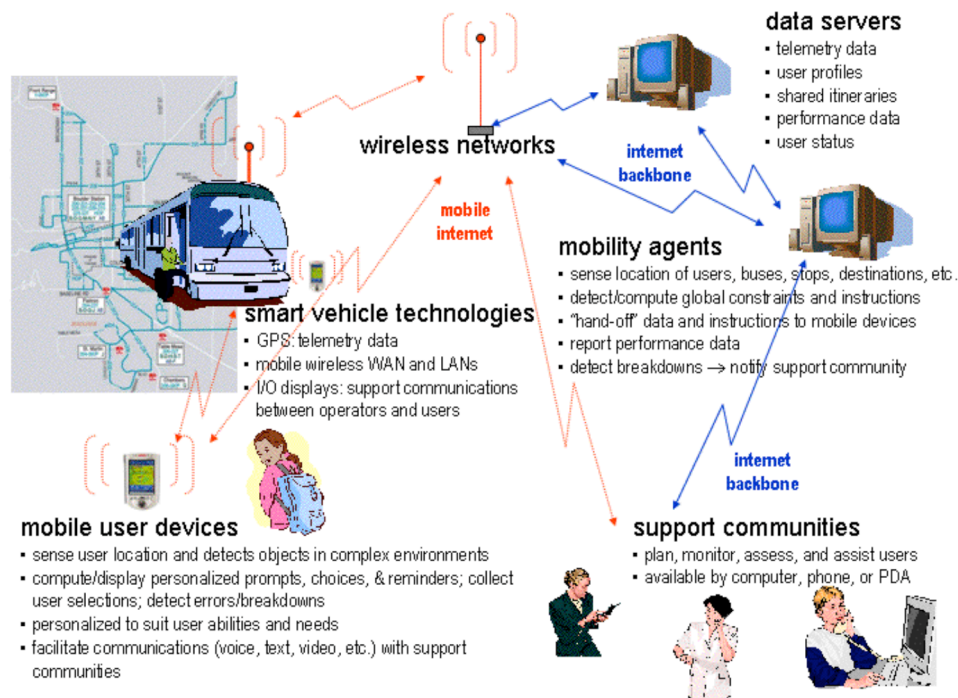 data servers
▪ telemetry data
▪ user profiles
▪ shared itineraries
▪ performance data
▪ user status
wireless networks
internet
backbone
mobile
internet
mobility agents
▪ sense location of users, buses, stops, destinations, etc.
▪ detect/compute global constraints and instructions
▪ “hand-off” data and instructions to mobile devices
▪ report performance data
▪ detect breakdowns → notify support community
smart vehicle technologies
▪ GPS: telemetry data
▪ mobile wireless WAN and LANs
▪ I/O displays: support communications
between operators and users
internet
backbone
mobile user devices
▪ sense user location and detects objects in complex environments
▪ compute/display personalized prompts, choices, & reminders; collect
user selections; detect errors/breakdowns
▪ personalized to suit user abilities and needs
▪ facilitate communications (voice, text, video, etc.) with support
communities
support communities
▪ plan, monitor, assess, and assist users
▪ available by computer, phone, or PDA